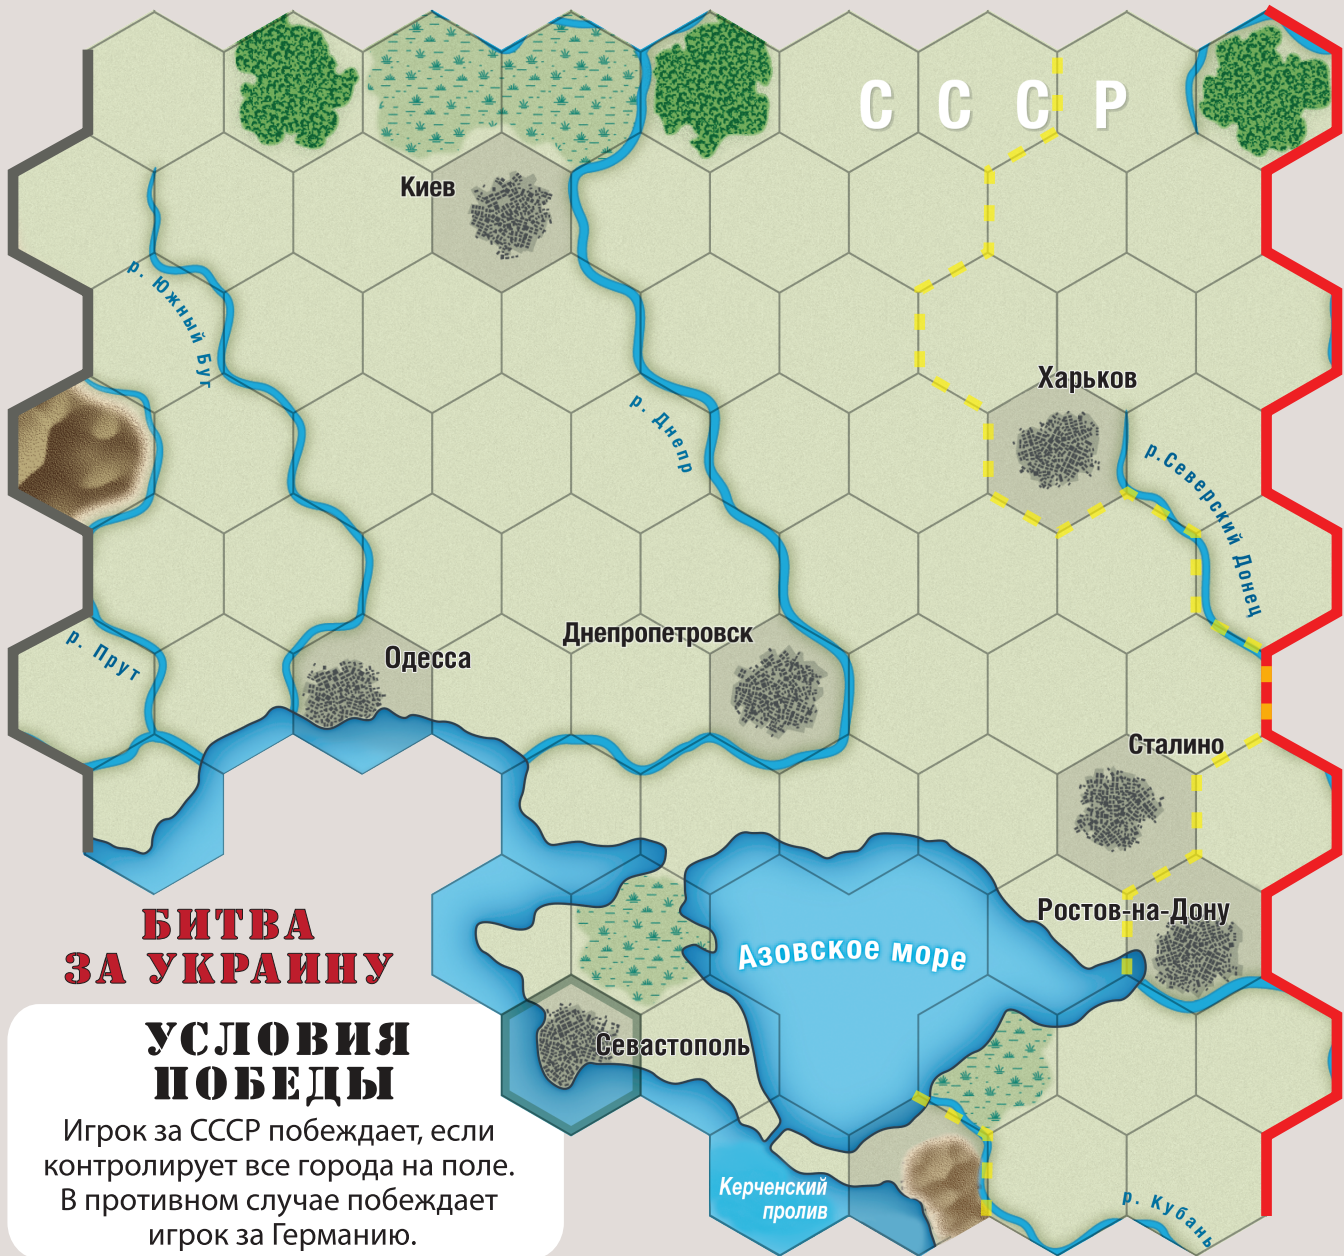 С С С Р
Киев
р. Южный Буг
Харьков
р. Днепр
р.Северский Донец
Днепропетровск
р. Прут
Одесса
Сталино
БИТВА
ЗА УКРАИНУ
Ростов-на-Дону
Азовское море
УСЛОВИЯ
ПОБЕДЫ
Севастополь
Игрок за СССР побеждает, если
контролирует все города на поле.
В противном случае побеждает
игрок за Германию.
Керченский
пролив
р. Кубань